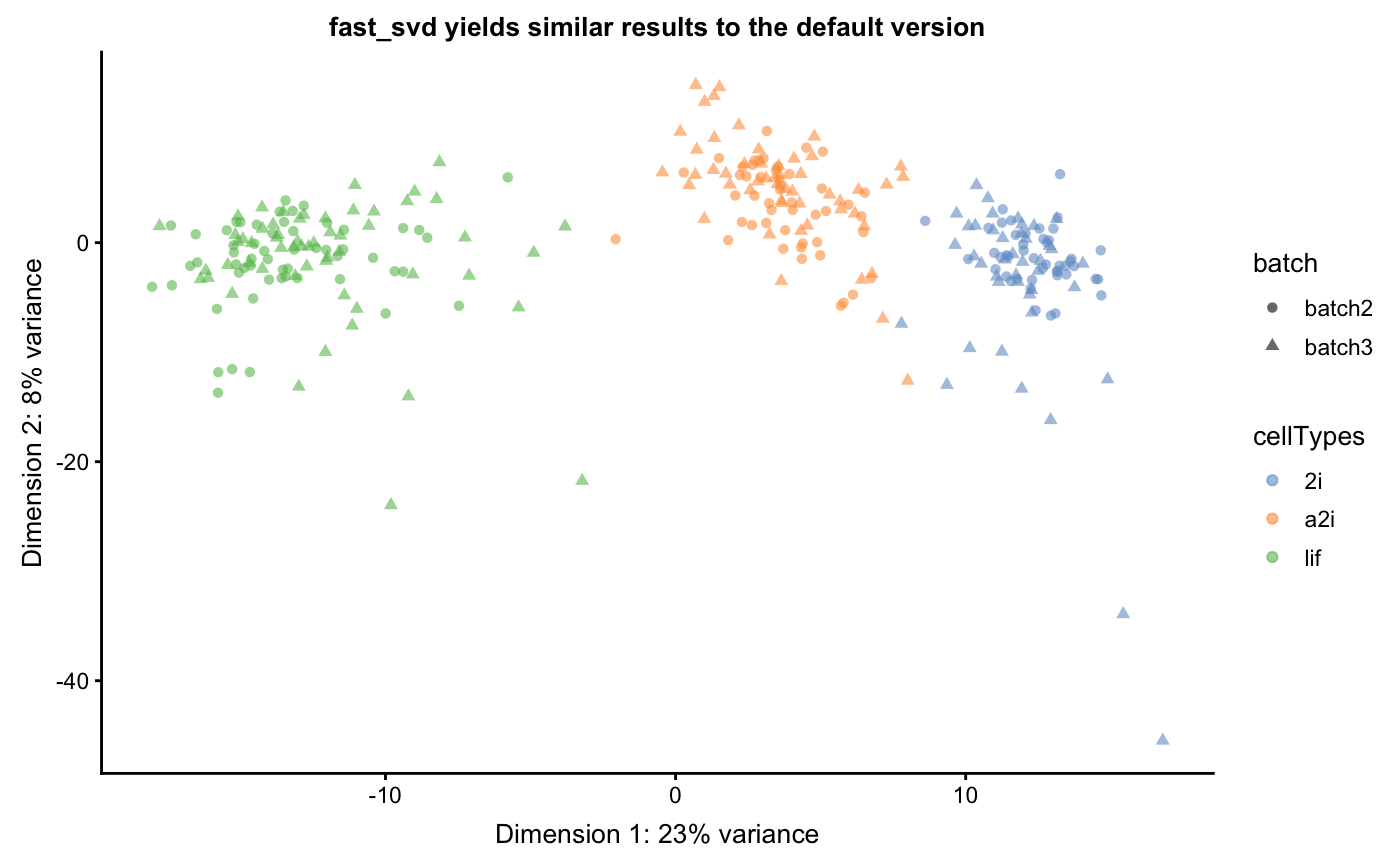 fast_svd yields similar results to the default version
Dimension 2: 8% variance
0
-20
-40
-10
0
10
Dimension 1: 23% variance
batch
batch2
batch3
cellTypes
2i
a2i
lif